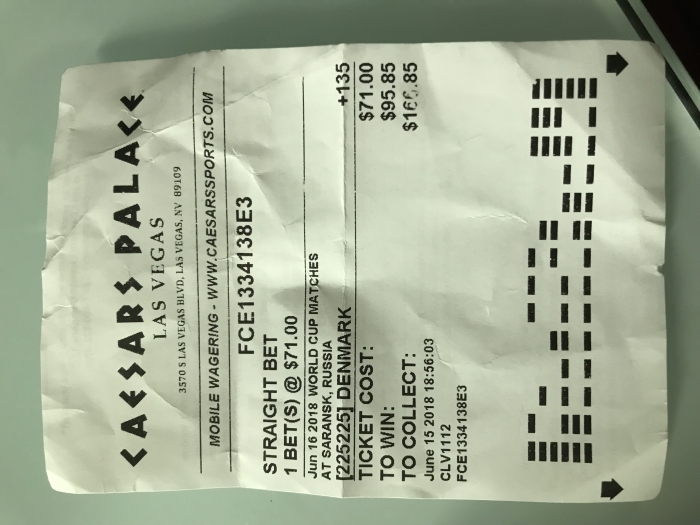 CAESARS PALACE
LAS VEGAS
3570 S LAS VEGAS BLVD, LAS VEGAS, NV 89109
MOBILE WAGERING - WWW.CAESARSSPORTS.COM
FCE1334138E3
STRAIGHT BET
1 BET(S) @ $71.00
Jun 16 2018 WORLD CUP MATCHES
AT SARANSK, RUSSIA
[225225] DENMARK +135
TICKET COST: $71.00
TO WIN: $95.85
TO COLLECT: $166.85
June 15 2018 18:56:03
CLV1112
FCE1334138E3